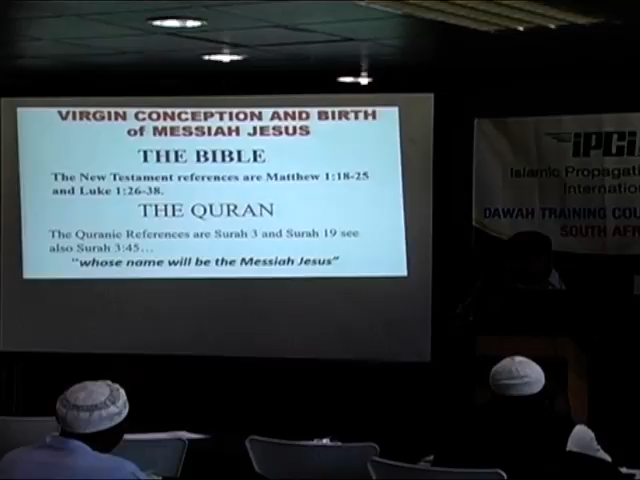 VIRGIN CONCEPTION AND BIRTH
of MESSIAH JESUS
THE BIBLE
The New Testament references are Matthew 1:18-25
and Luke 1:26-38.
THE QURAN
The Quranic References are Surah 3 and Surah 19 see
also Surah 3:45...
"whose name will be the Messiah Jesus"
iPCi
Islamic Propagati
Internatio
DAWAH TRAINING COU
SOUTH AFR